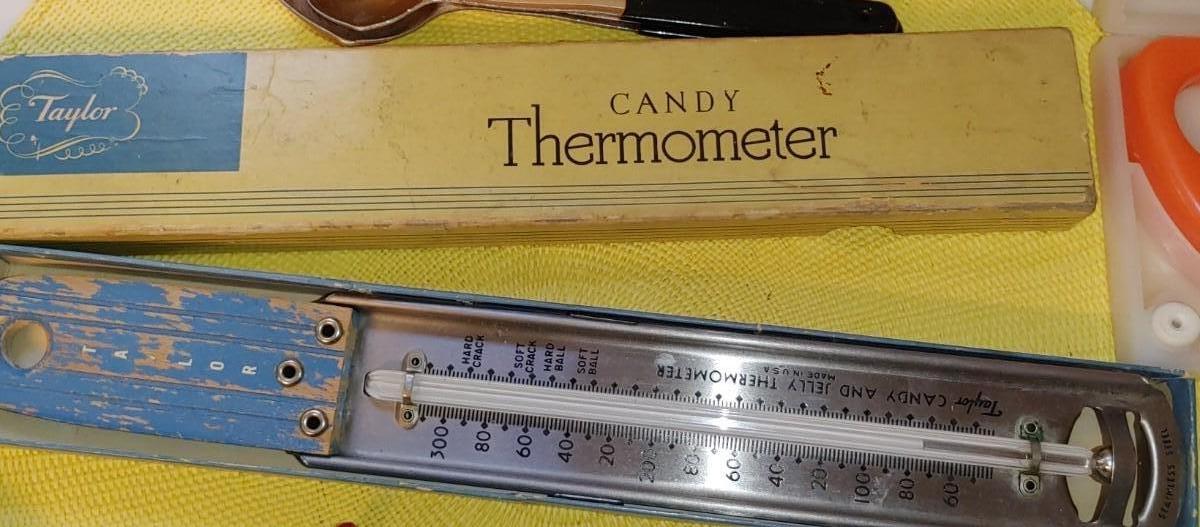 Taylor
CANDY
Thermometer
TAYLOR
HARD CRACK
SOFT CRACK
HARD BALL
SOFT BALL
Taylor CANDY AND JELLY THERMOMETER
MADE IN USA
300 80 60 40 20 200 80 60 40 20 100 80 60
STAINLESS STEEL